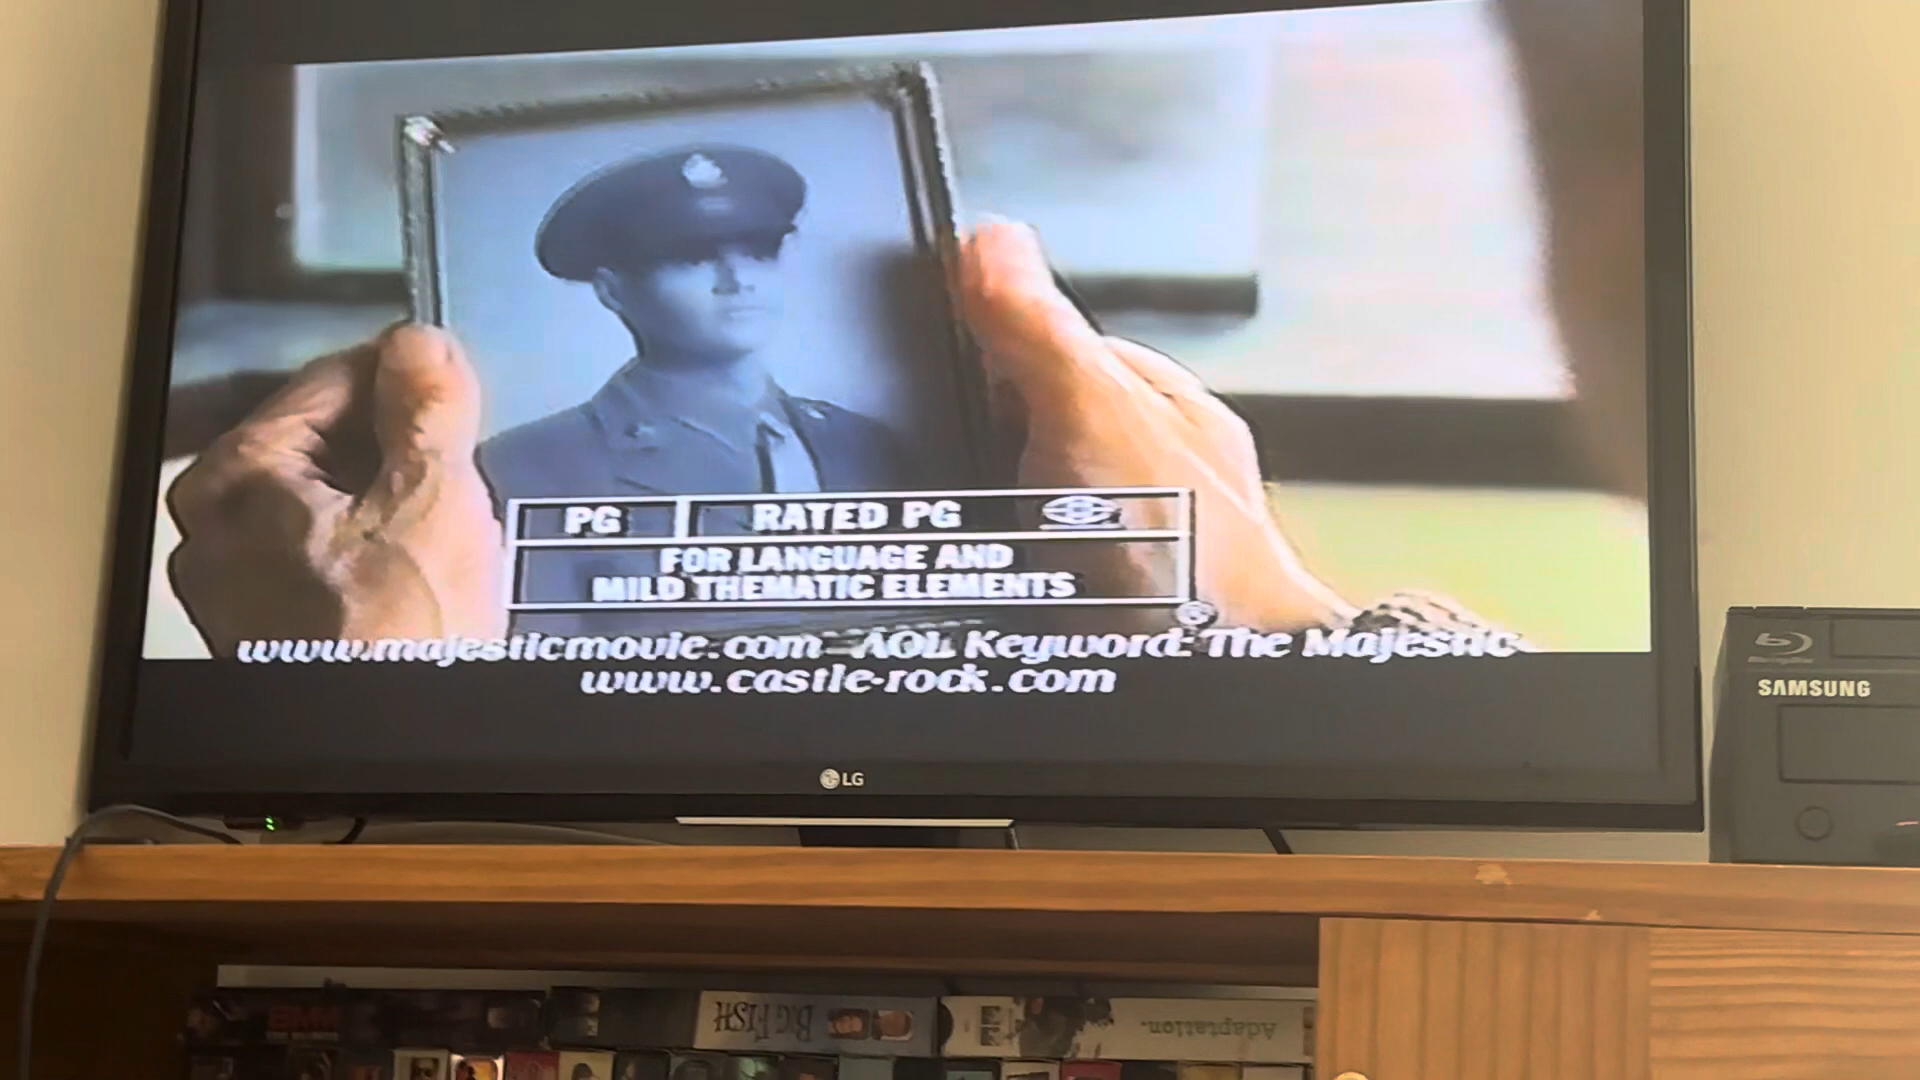 PG RATED PG
FOR LANGUAGE AND
MILD THEMATIC ELEMENTS
www.majesticmovie.com AOL Keyword: The Majestic
www.castle-rock.com
LG
SAMSUNG
BIG FISH
Adaptation.